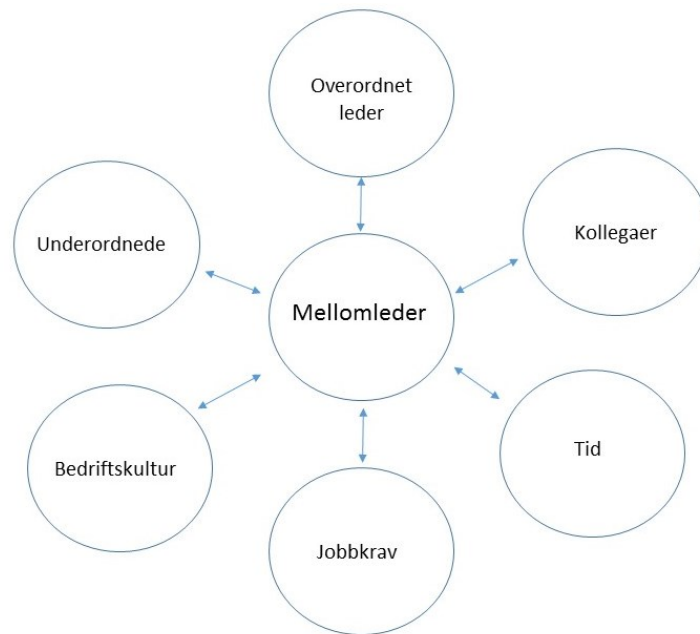 Overordnet
leder
Kollegaer
Underordnede
Mellomleder
Tid
Bedriftskultur
Jobbkrav